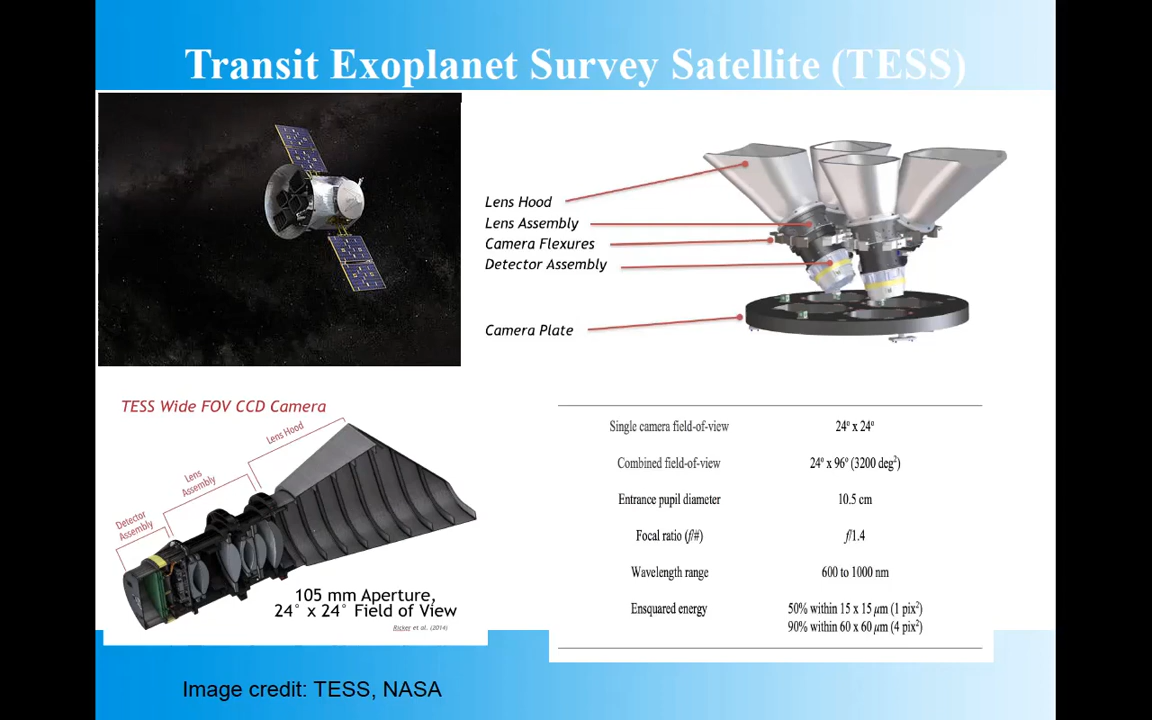 Transit Exoplanet Survey Satellite (TESS)
Lens Hood
Lens Assembly
Camera Flexures
Detector Assembly
Camera Plate
TESS Wide FOV CCD Camera
Lens Hood
Lens
Assembly
Detector
Assembly
105 mm Aperture,
24° x 24° Field of View
Ricker et al. (2014)
Single camera field-of-view 24º x 24º
Combined field-of-view 24º x 96º (3200 deg²)
Entrance pupil diameter 10.5 cm
Focal ratio (f/#) f/1.4
Wavelength range 600 to 1000 nm
Ensquared energy 50% within 15 x 15 μm (1 pix²)
90% within 60 x 60 μm (4 pix²)
Image credit: TESS, NASA